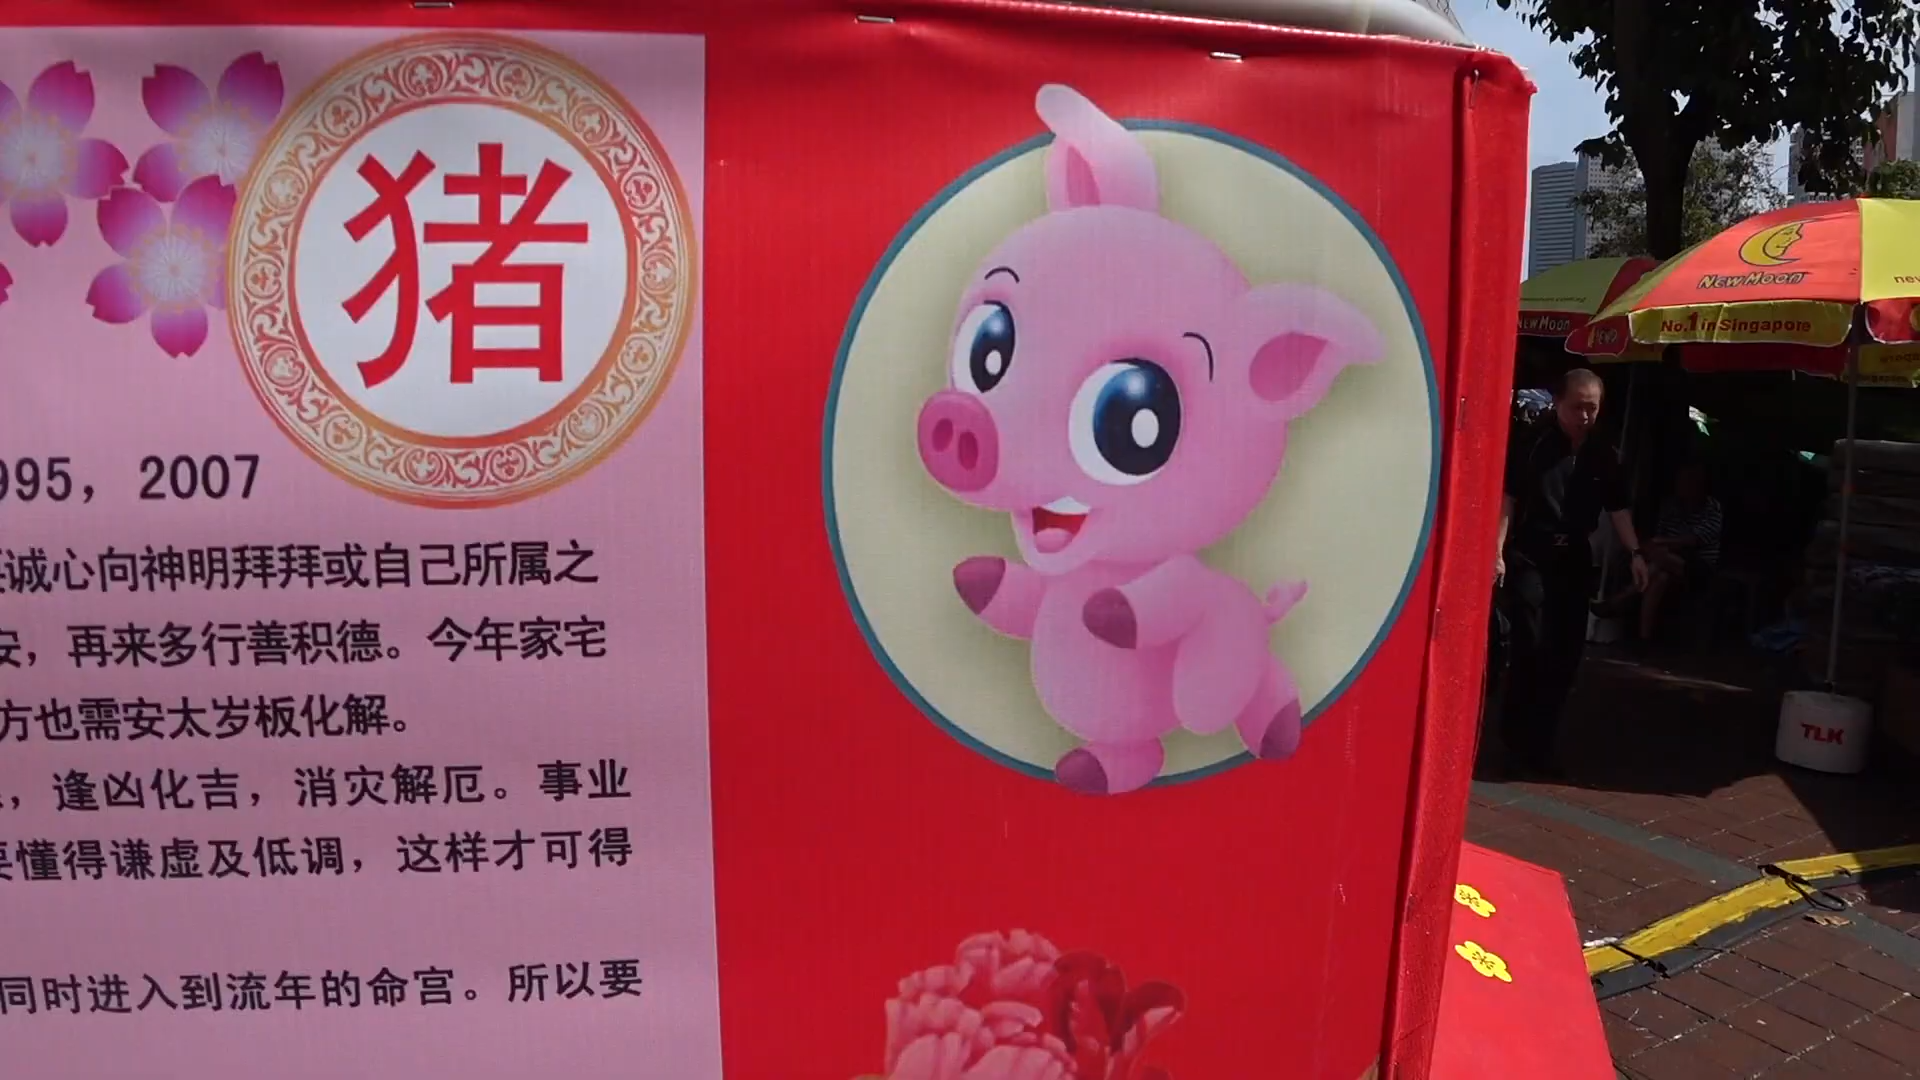 猪
995，2007
诚心向神明拜拜或自己所属之
安，再来多行善积德。今年家宅
方也需安太岁板化解。
，逢凶化吉，消灾解厄。事业
要懂得谦虚及低调，这样才可得
同时进入到流年的命宫。所以要
NEW MOON
No.1 in Singapore
NEW MOON
new
TLK